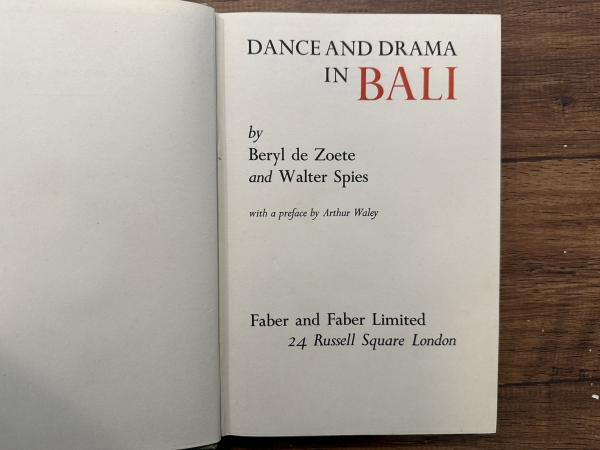 DANCE AND DRAMA
IN BALI
by
Beryl de Zoete
and Walter Spies
with a preface by Arthur Waley
Faber and Faber Limited
24 Russell Square London